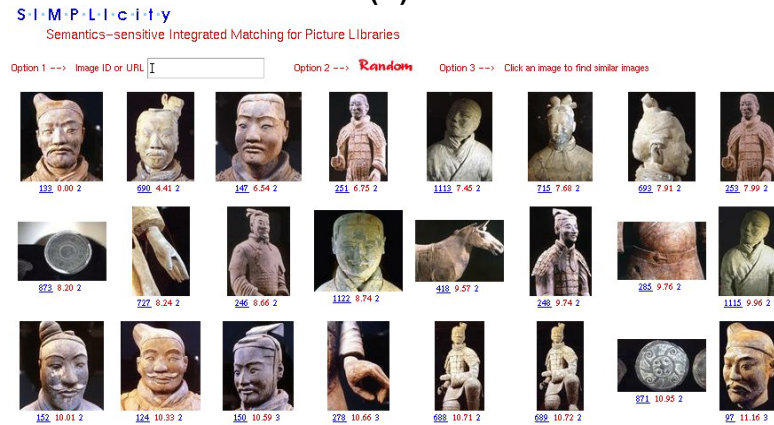 S·I·M·P·L·I·c·i·t·y
Semantics-sensitive Integrated Matching for Picture LIbraries
Option 1 --> Image ID or URL
Option 2 --> Random
Option 3 --> Click an image to find similar images
133 0.00 2
690 4.41 2
147 6.54 2
251 6.75 2
1113 7.45 2
715 7.68 2
693 7.91 2
253 7.99 2
873 8.20 2
727 8.24 2
246 8.66 2
1122 8.74 2
418 9.57 2
248 9.74 2
285 9.76 2
1115 9.96 2
152 10.01 2
124 10.33 2
150 10.59 3
278 10.66 3
688 10.71 2
689 10.72 2
871 10.95 2
97 11.16 3